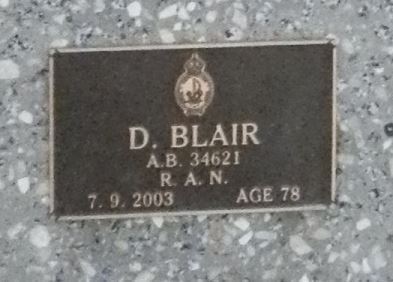 D. BLAIR
A.B. 34621
R. A. N.
7. 9. 2003 AGE 78